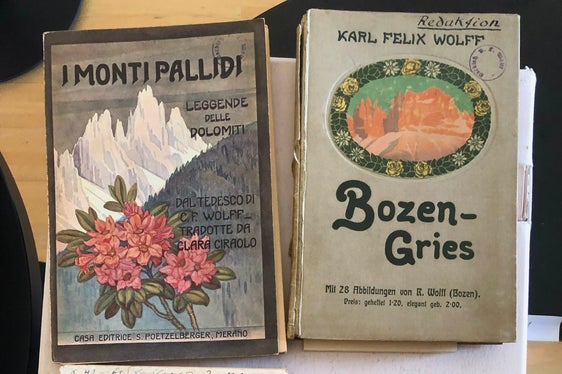 I MONTI PALLIDI
LEGGENDE
DELLE
DOLOMITI
DAL TEDESCO DI
C. F. WOLFF
TRADOTTE DA
CLARA CIRAOLO
CASA EDITRICE S. POETZELBERGER, MERANO
Redaktion
KARL FELIX WOLFF
Bozen-
Gries
Mit 28 Abbildungen von R. Wolff (Bozen).
Preis: geheftet 1·20, elegant geb. 2·00.